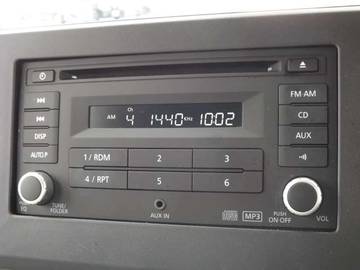 FM AM
Ch
AM 4 1440 KHz 1002
CD
DISP
AUX
AUTO P
1 / RDM 2 3
4 / RPT 5 6
EQ
TUNE/
FOLDER
AUX IN
MP3
PUSH
ON·OFF
VOL